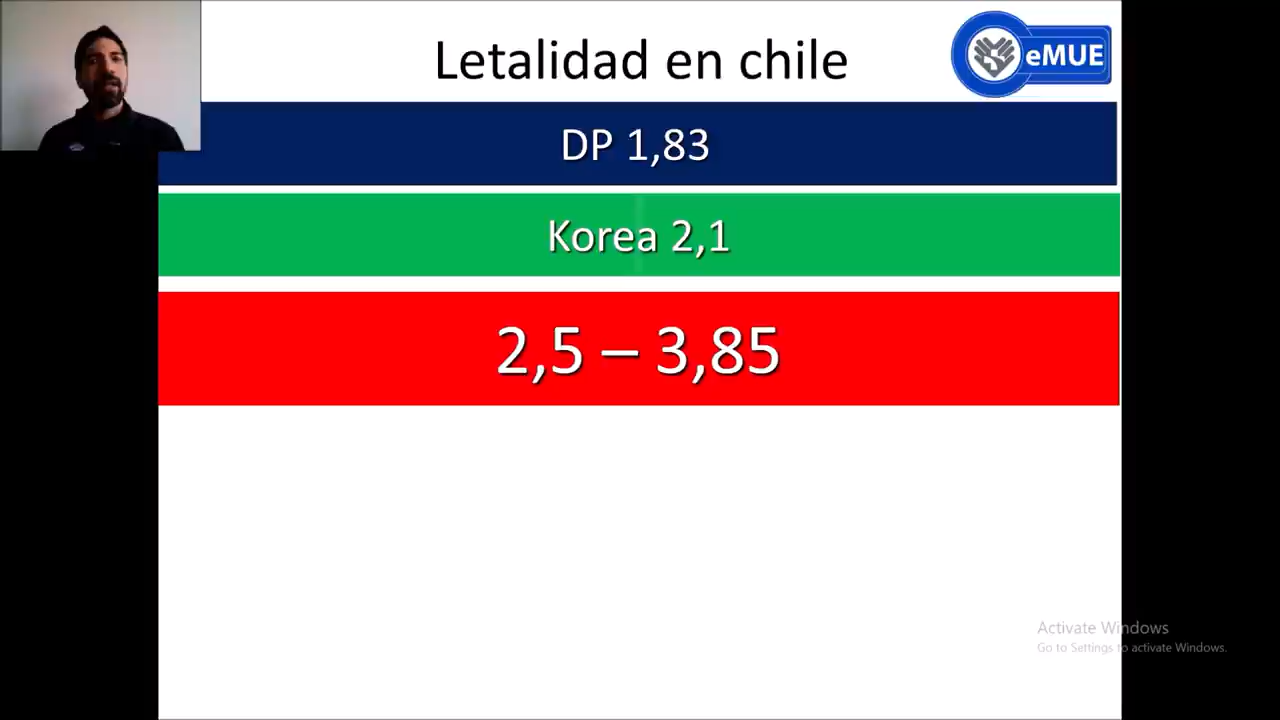 Letalidad en chile
eMUE
DP 1,83
Korea 2,1
2,5 – 3,85
Activate Windows
Go to Settings to activate Windows.